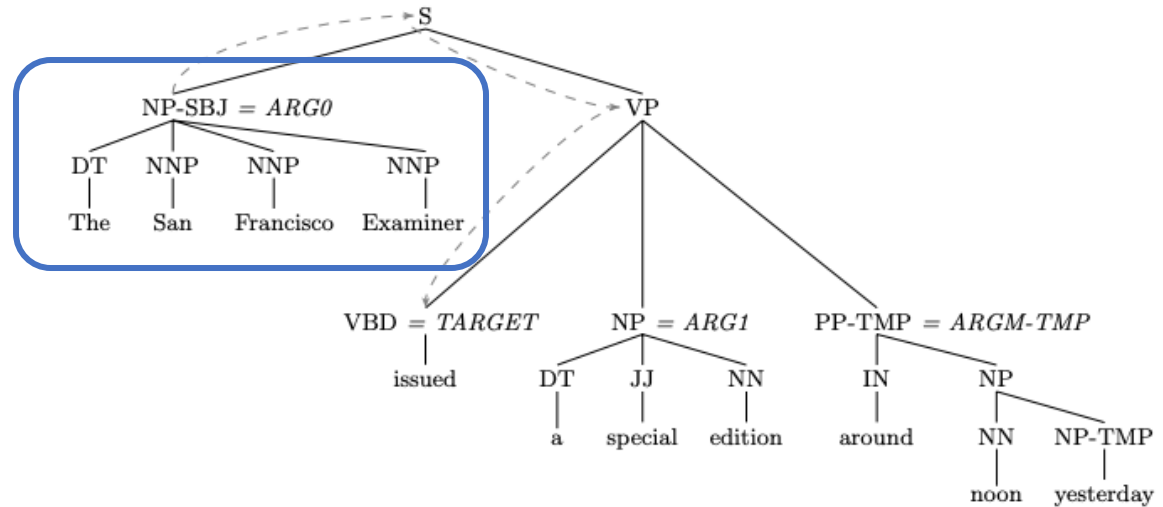 S
NP-SBJ = ARG0 VP
DT NNP NNP NNP
The San Francisco Examiner
VBD = TARGET NP = ARG1 PP-TMP = ARGM-TMP
issued DT JJ NN IN NP
a special edition around NN NP-TMP
noon yesterday